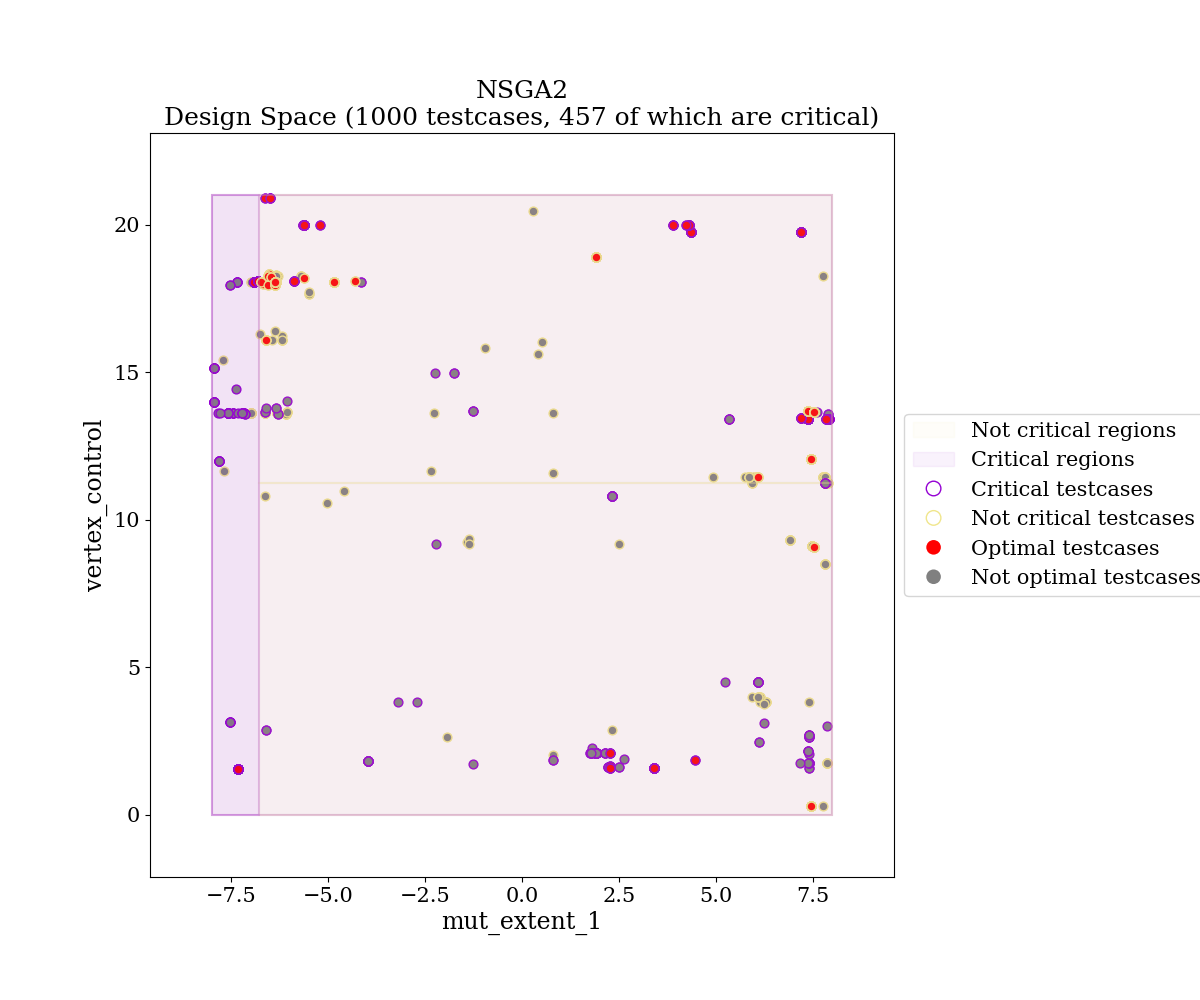 NSGA2
Design Space (1000 testcases, 457 of which are critical)
vertex_control
20
15
10
5
0
−7.5
−5.0
−2.5
0.0
2.5
5.0
7.5
mut_extent_1
Not critical regions
Critical regions
Critical testcases
Not critical testcases
Optimal testcases
Not optimal testcases